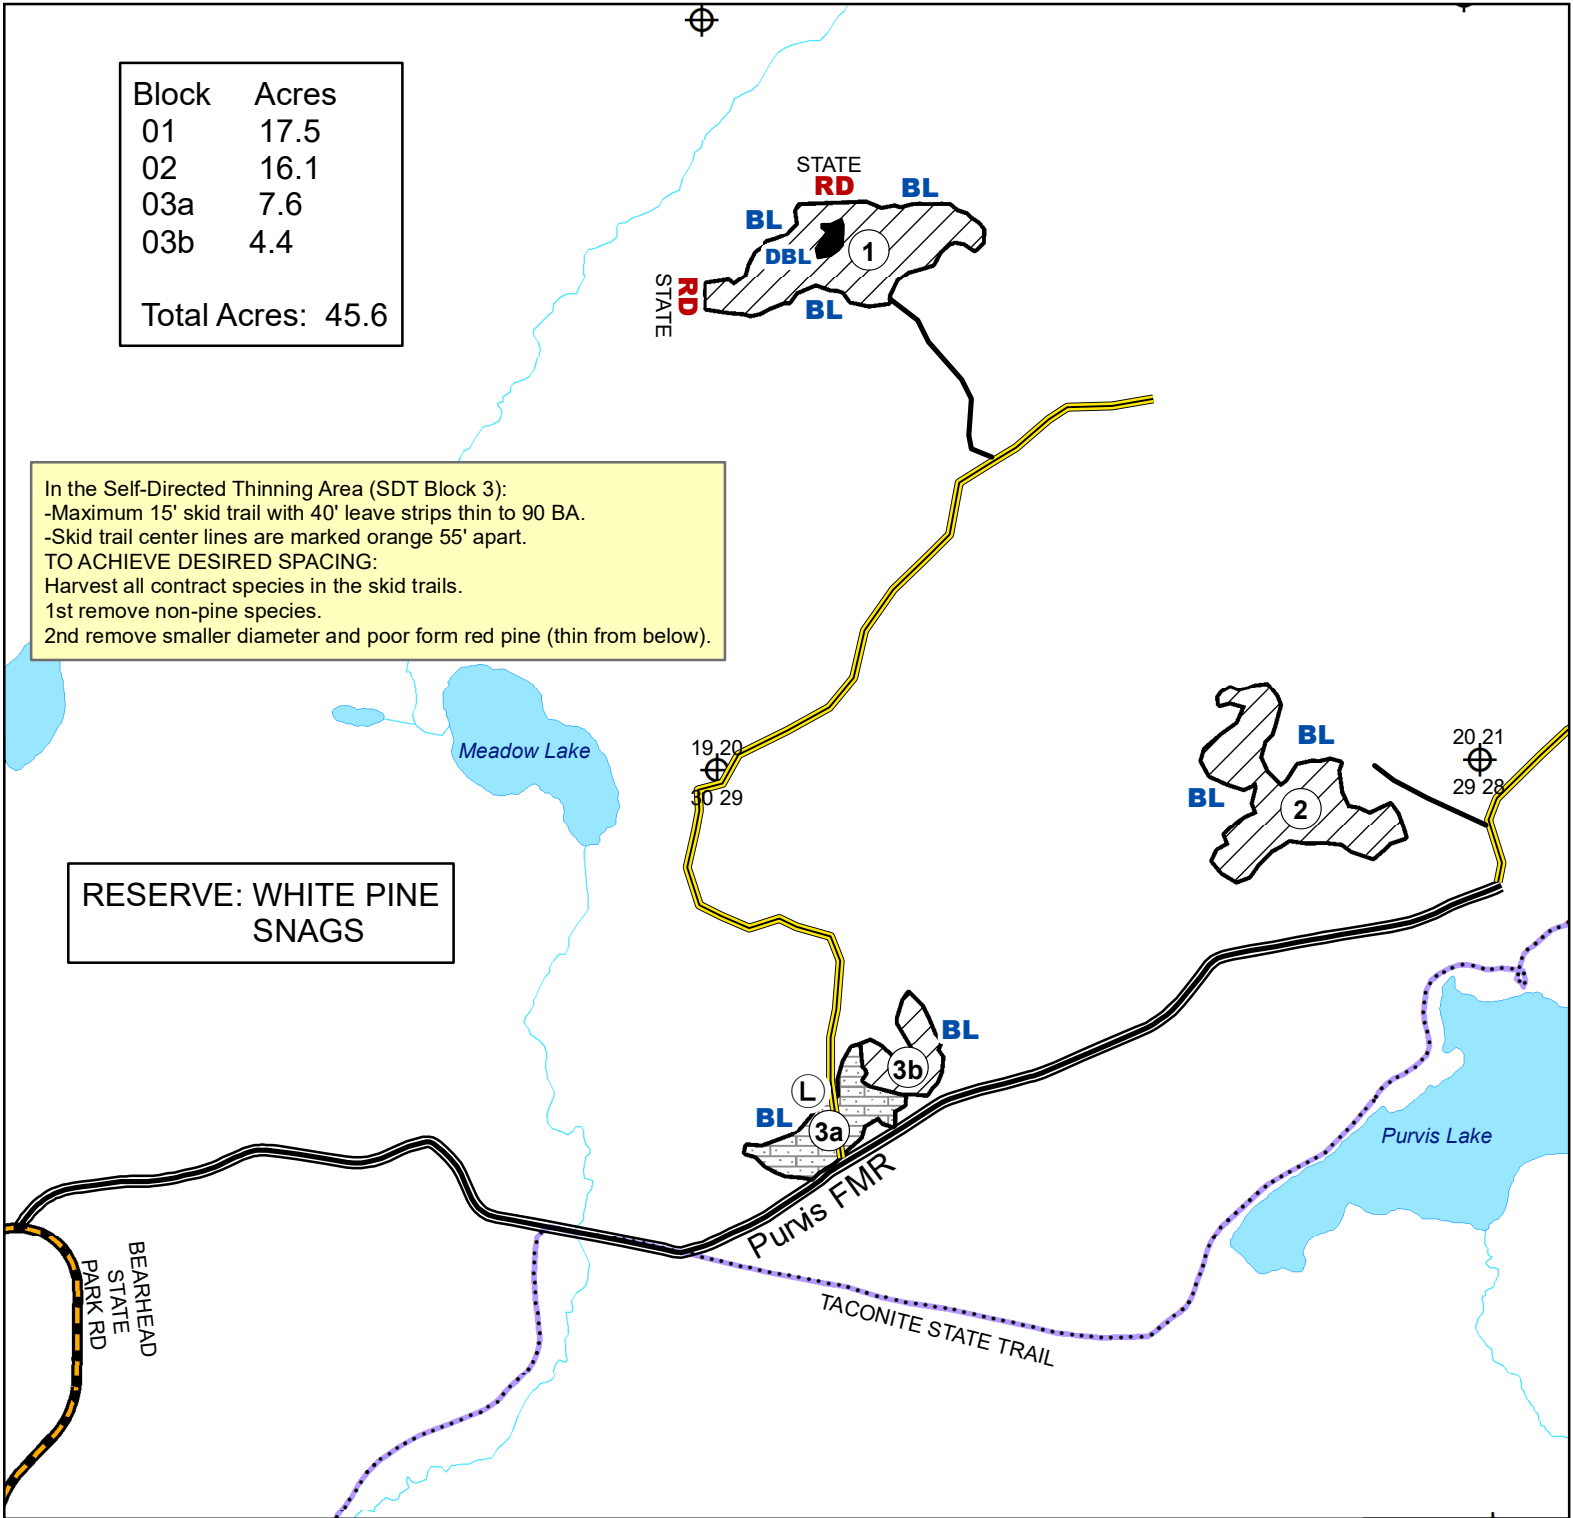 Block Acres
01 17.5
02 16.1
03a 7.6
03b 4.4
Total Acres: 45.6
STATE
RD
BL
BL
DBL
1
RD
STATE
BL
In the Self-Directed Thinning Area (SDT Block 3):
-Maximum 15' skid trail with 40' leave strips thin to 90 BA.
-Skid trail center lines are marked orange 55' apart.
TO ACHIEVE DESIRED SPACING:
Harvest all contract species in the skid trails.
1st remove non-pine species.
2nd remove smaller diameter and poor form red pine (thin from below).
Meadow Lake
19 20
30 29
BL
BL
2
20 21
29 28
RESERVE: WHITE PINE
SNAGS
BL
3b
L
BL
3a
Purvis FMR
Purvis Lake
BEARHEAD
STATE
PARK RD
TACONITE STATE TRAIL